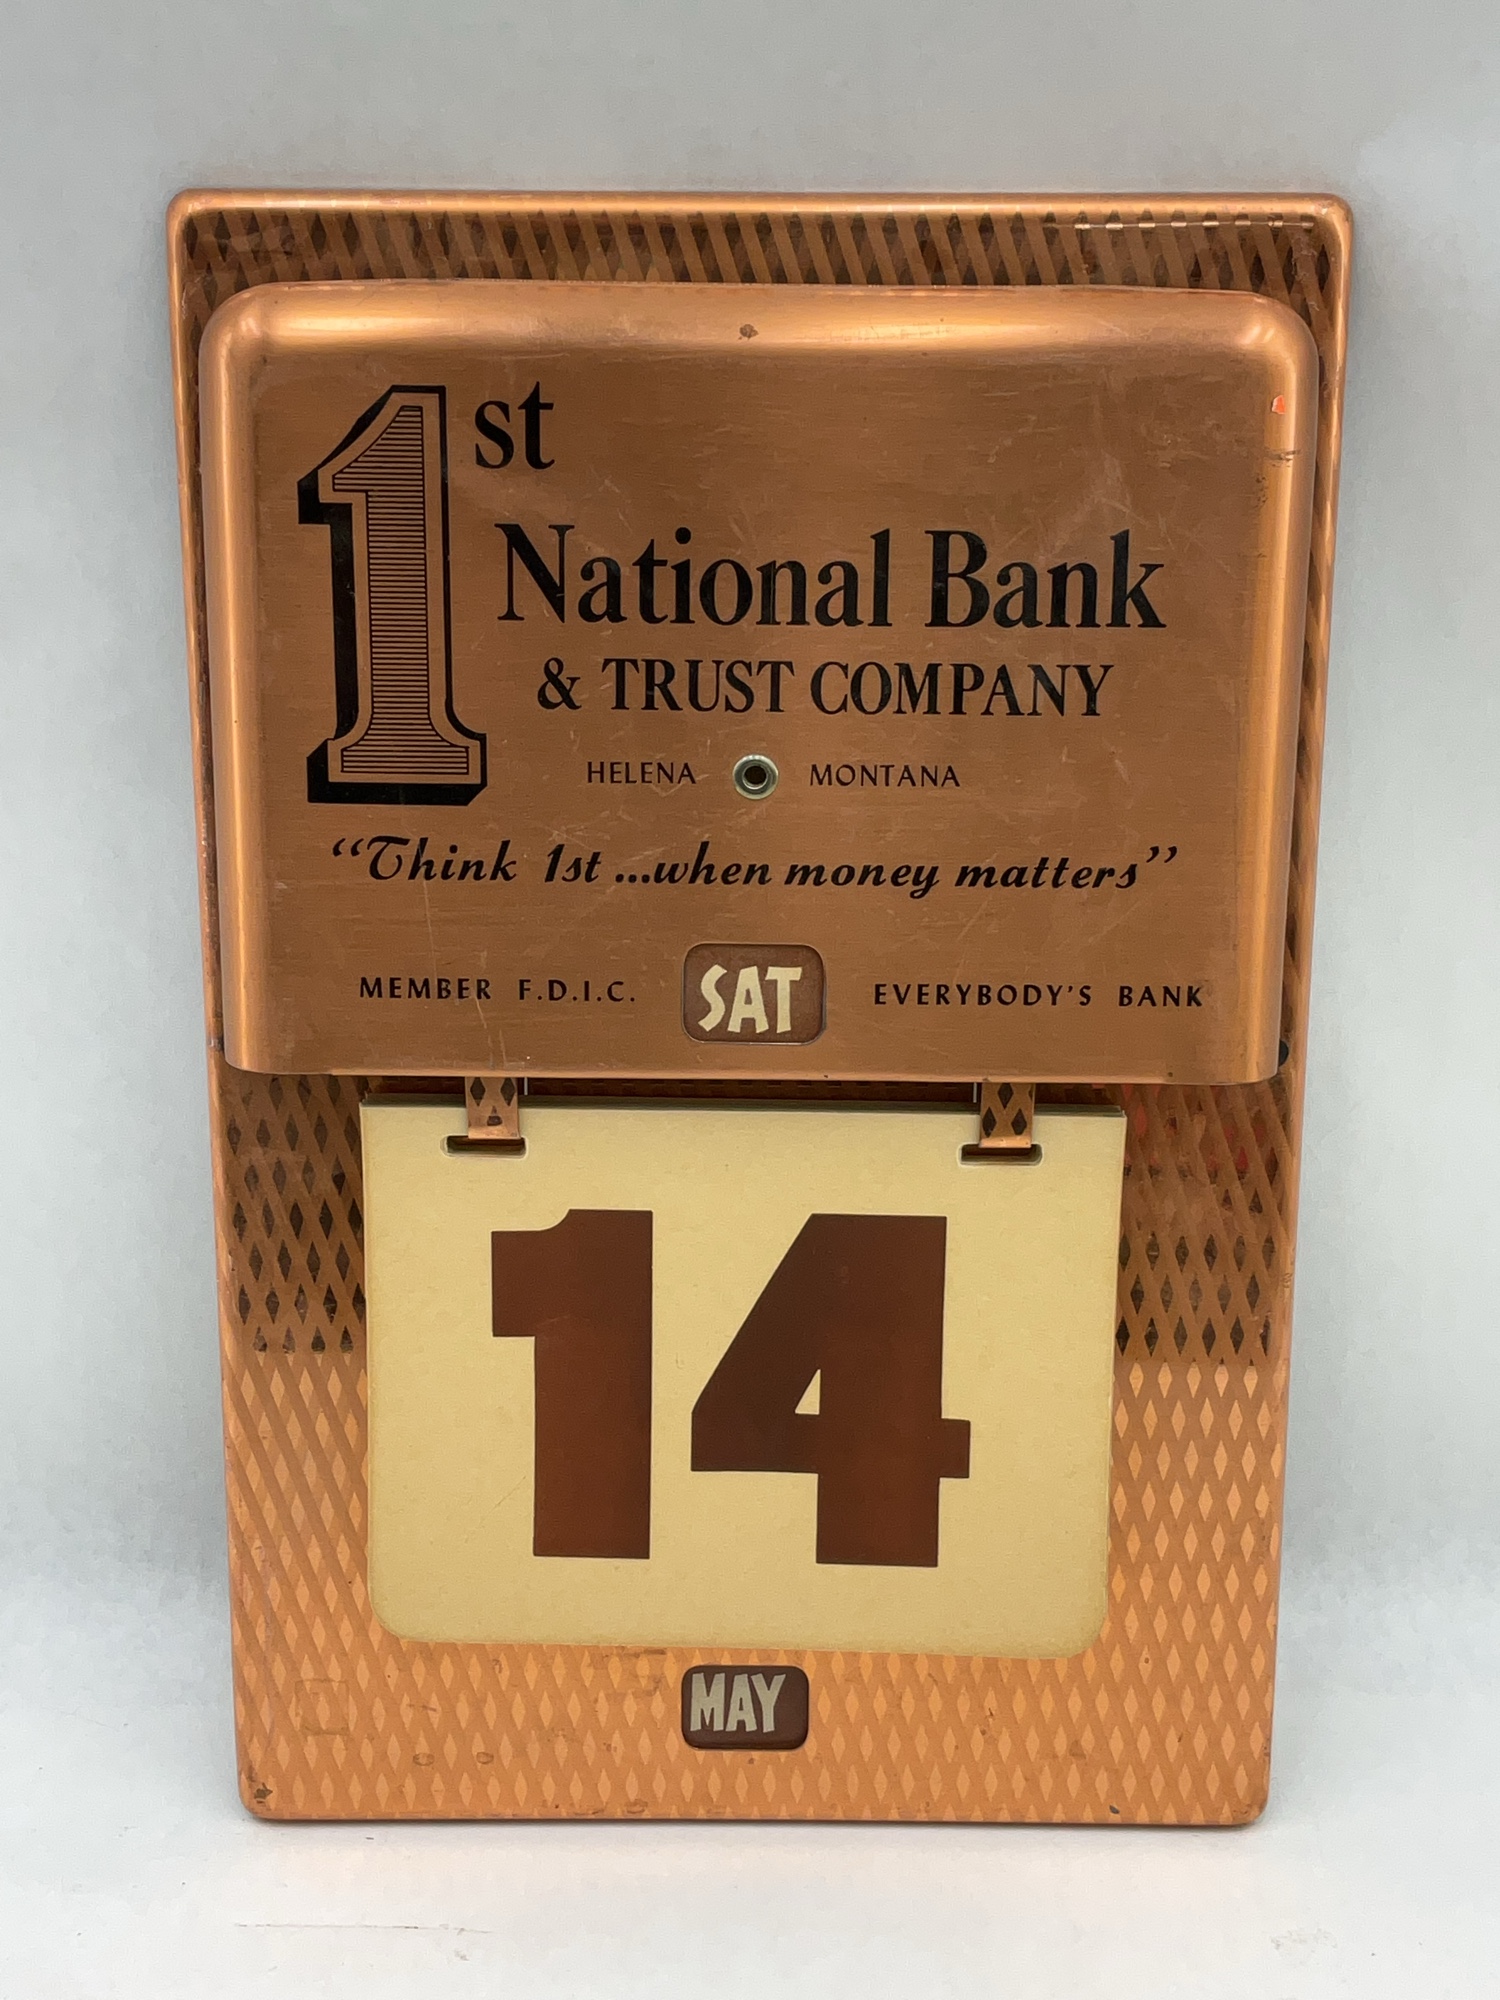 1st
National Bank
& TRUST COMPANY
HELENA MONTANA
“Think 1st ...when money matters”
MEMBER F.D.I.C. SAT EVERYBODY'S BANK
14
MAY